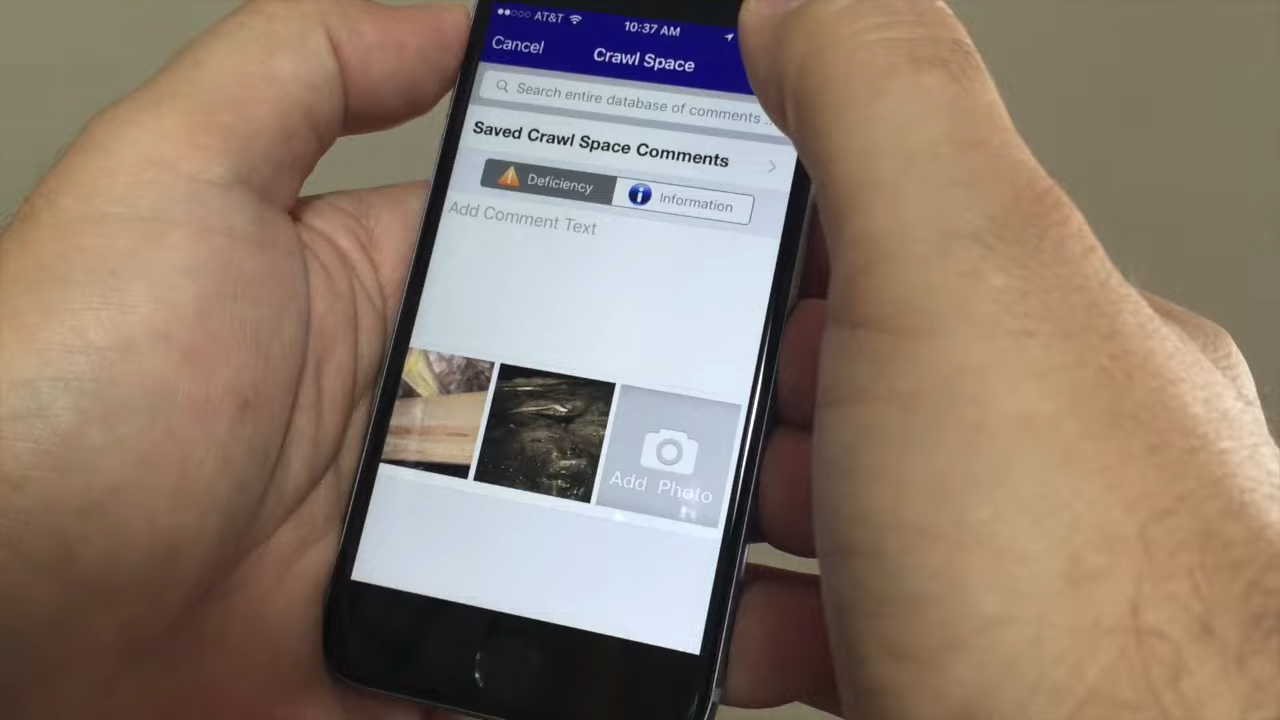 AT&T 10:37 AM
Cancel Crawl Space
Search entire database of comments ...
Saved Crawl Space Comments
Deficiency Information
Add Comment Text
Add Photo